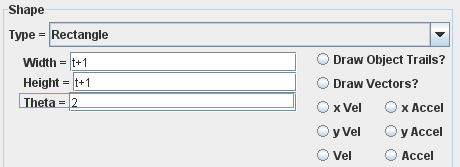 Shape
Type = Rectangle
Width = t+1
Height = t+1
Theta = 2
Draw Object Trails?
Draw Vectors?
x Vel x Accel
y Vel y Accel
Vel Accel